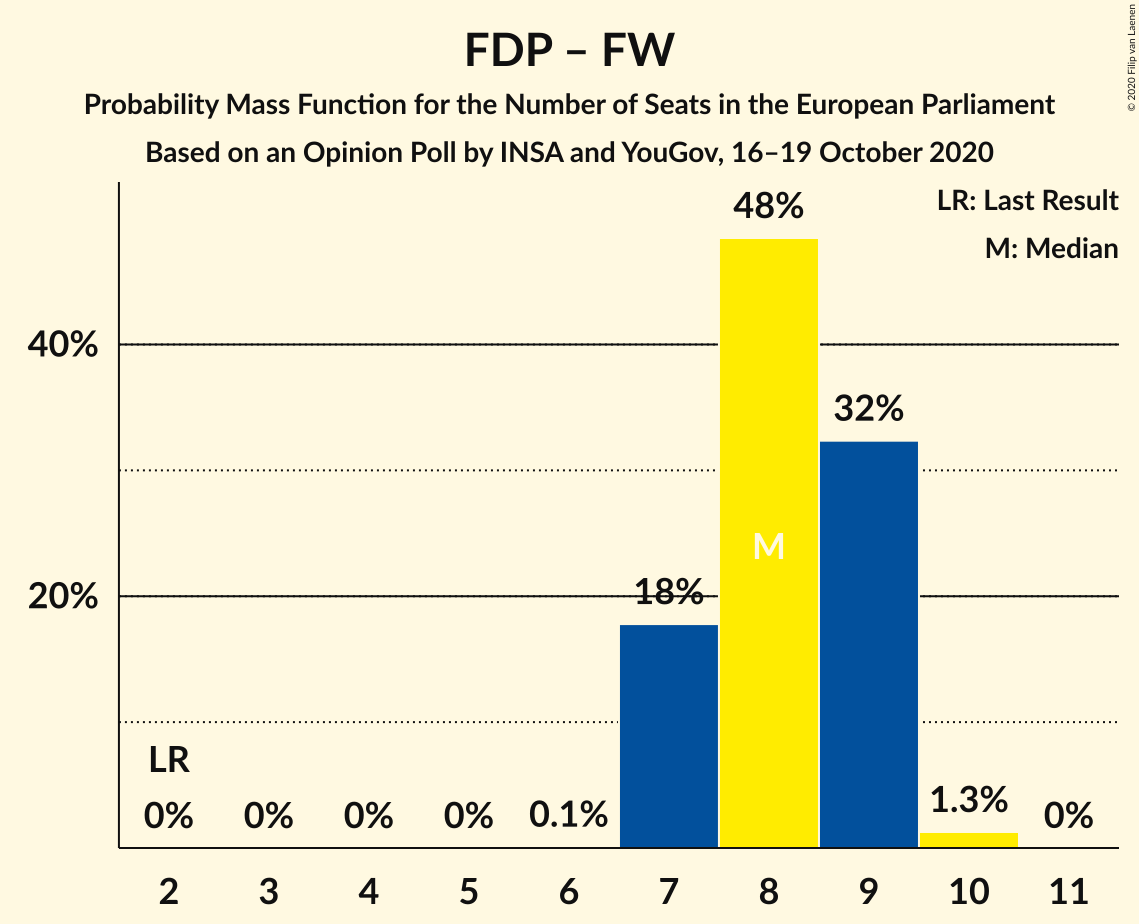 FDP – FW
Probability Mass Function for the Number of Seats in the European Parliament
Based on an Opinion Poll by INSA and YouGov, 16–19 October 2020
© 2020 Filip van Laenen
LR: Last Result
M: Median
48%
40%
32%
M
20%
18%
LR
0%
0%
0%
0%
0.1%
1.3%
0%
2
3
4
5
6
7
8
9
10
11